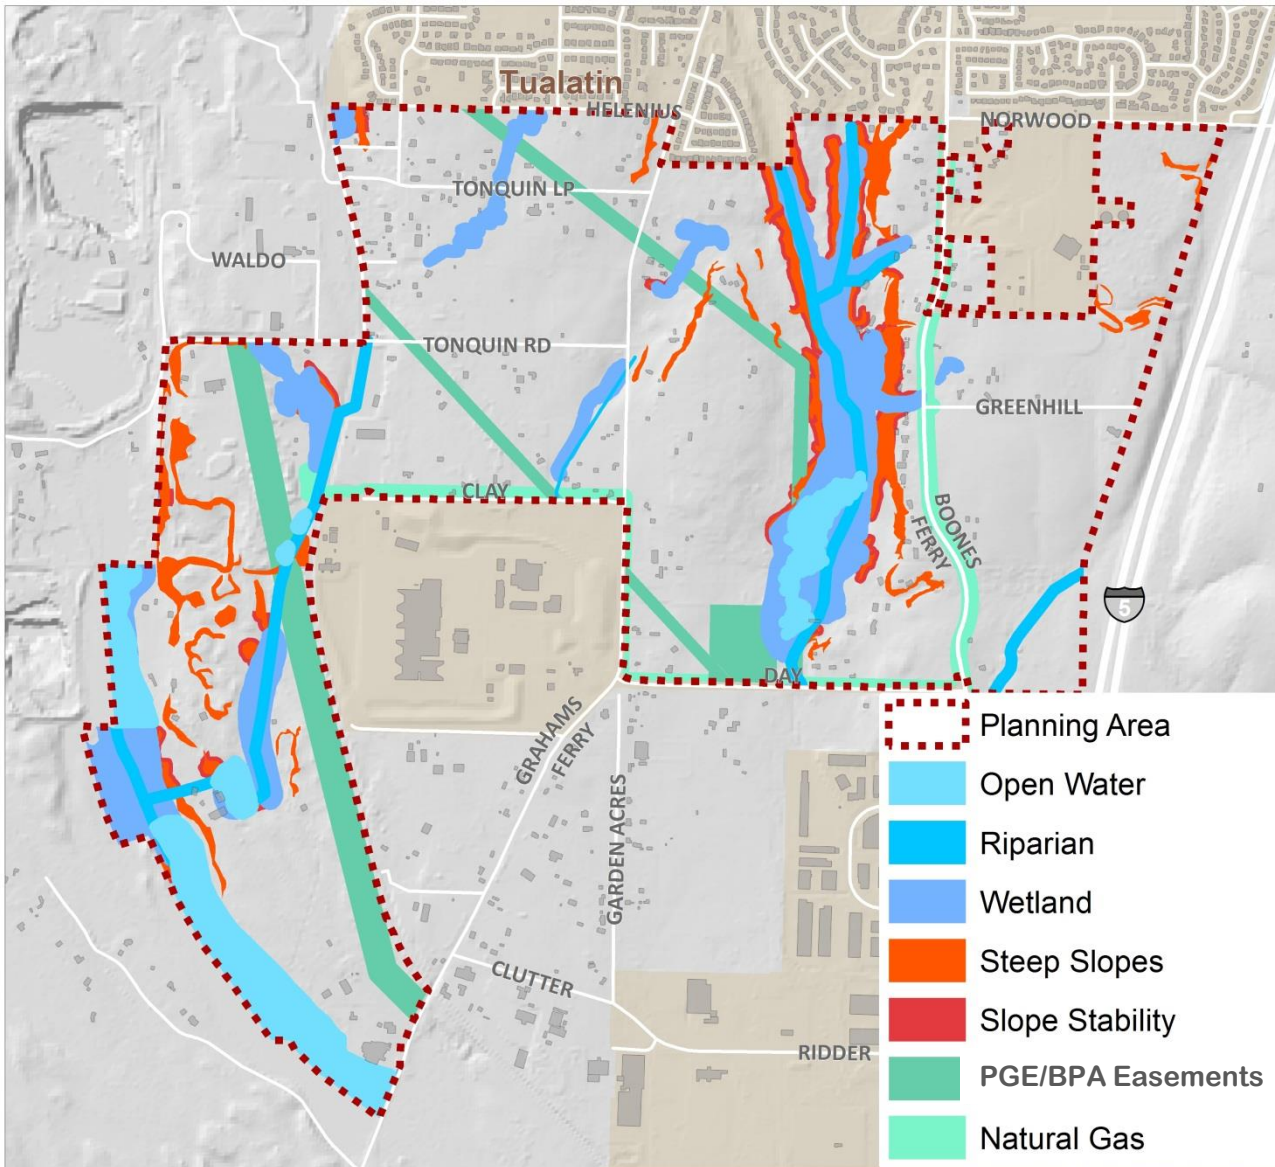 Tualatin
HELENIUS
NORWOOD
TONQUIN LP
WALDO
TONQUIN RD
GREENHILL
CLAY
BOONES
FERRY
5
DAY
GRAHAMS
FERRY
GARDEN ACRES
CLUTTER
RIDDER
Planning Area
Open Water
Riparian
Wetland
Steep Slopes
Slope Stability
PGE/BPA Easements
Natural Gas